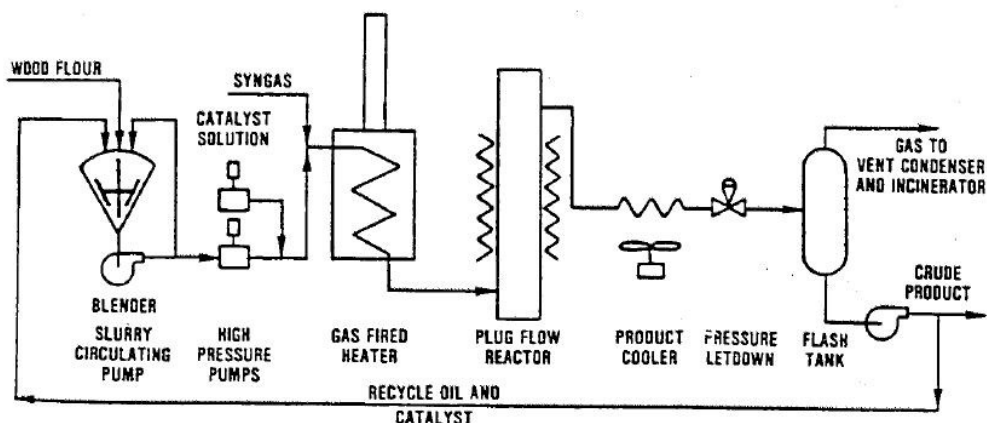 WOOD FLOUR
SYNGAS
CATALYST
SOLUTION
GAS TO
VENT CONDENSER
AND INCINERATOR
CRUDE
PRODUCT
BLENDER
SLURRY
CIRCULATING
PUMP
HIGH
PRESSURE
PUMPS
GAS FIRED
HEATER
PLUG FLOW
REACTOR
PRODUCT
COOLER
PRESSURE
LETDOWN
FLASH
TANK
RECYCLE OIL AND
CATALYST